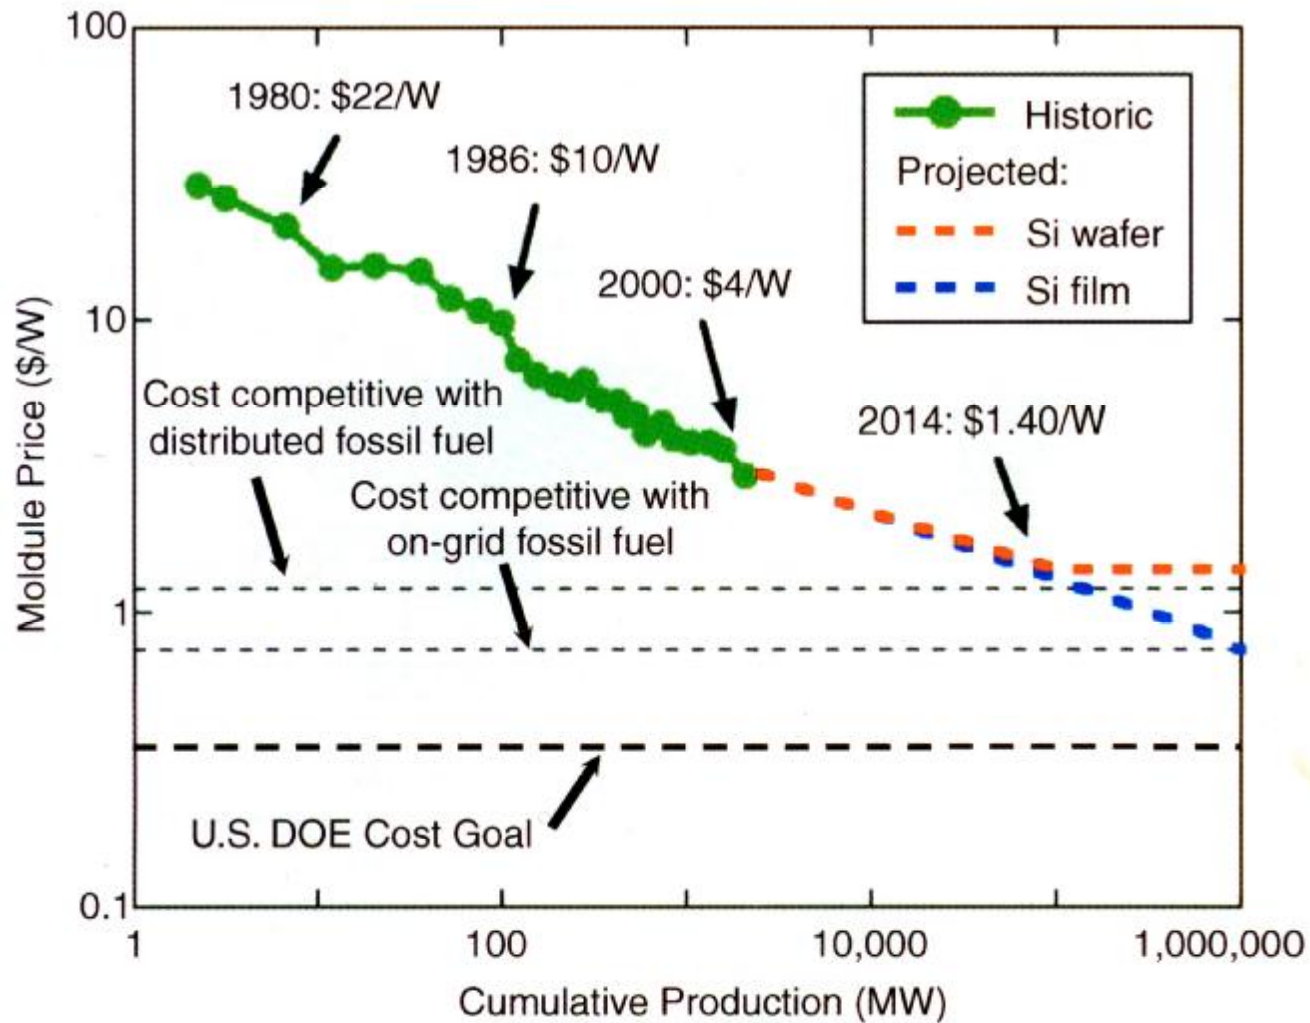 100
1980: $22/W
1986: $10/W
Historic
Projected:
Si wafer
Si film
2000: $4/W
10
Moldule Price ($/W)
Cost competitive with
distributed fossil fuel
2014: $1.40/W
Cost competitive with
on-grid fossil fuel
1
U.S. DOE Cost Goal
0.1
1
100
10,000
1,000,000
Cumulative Production (MW)